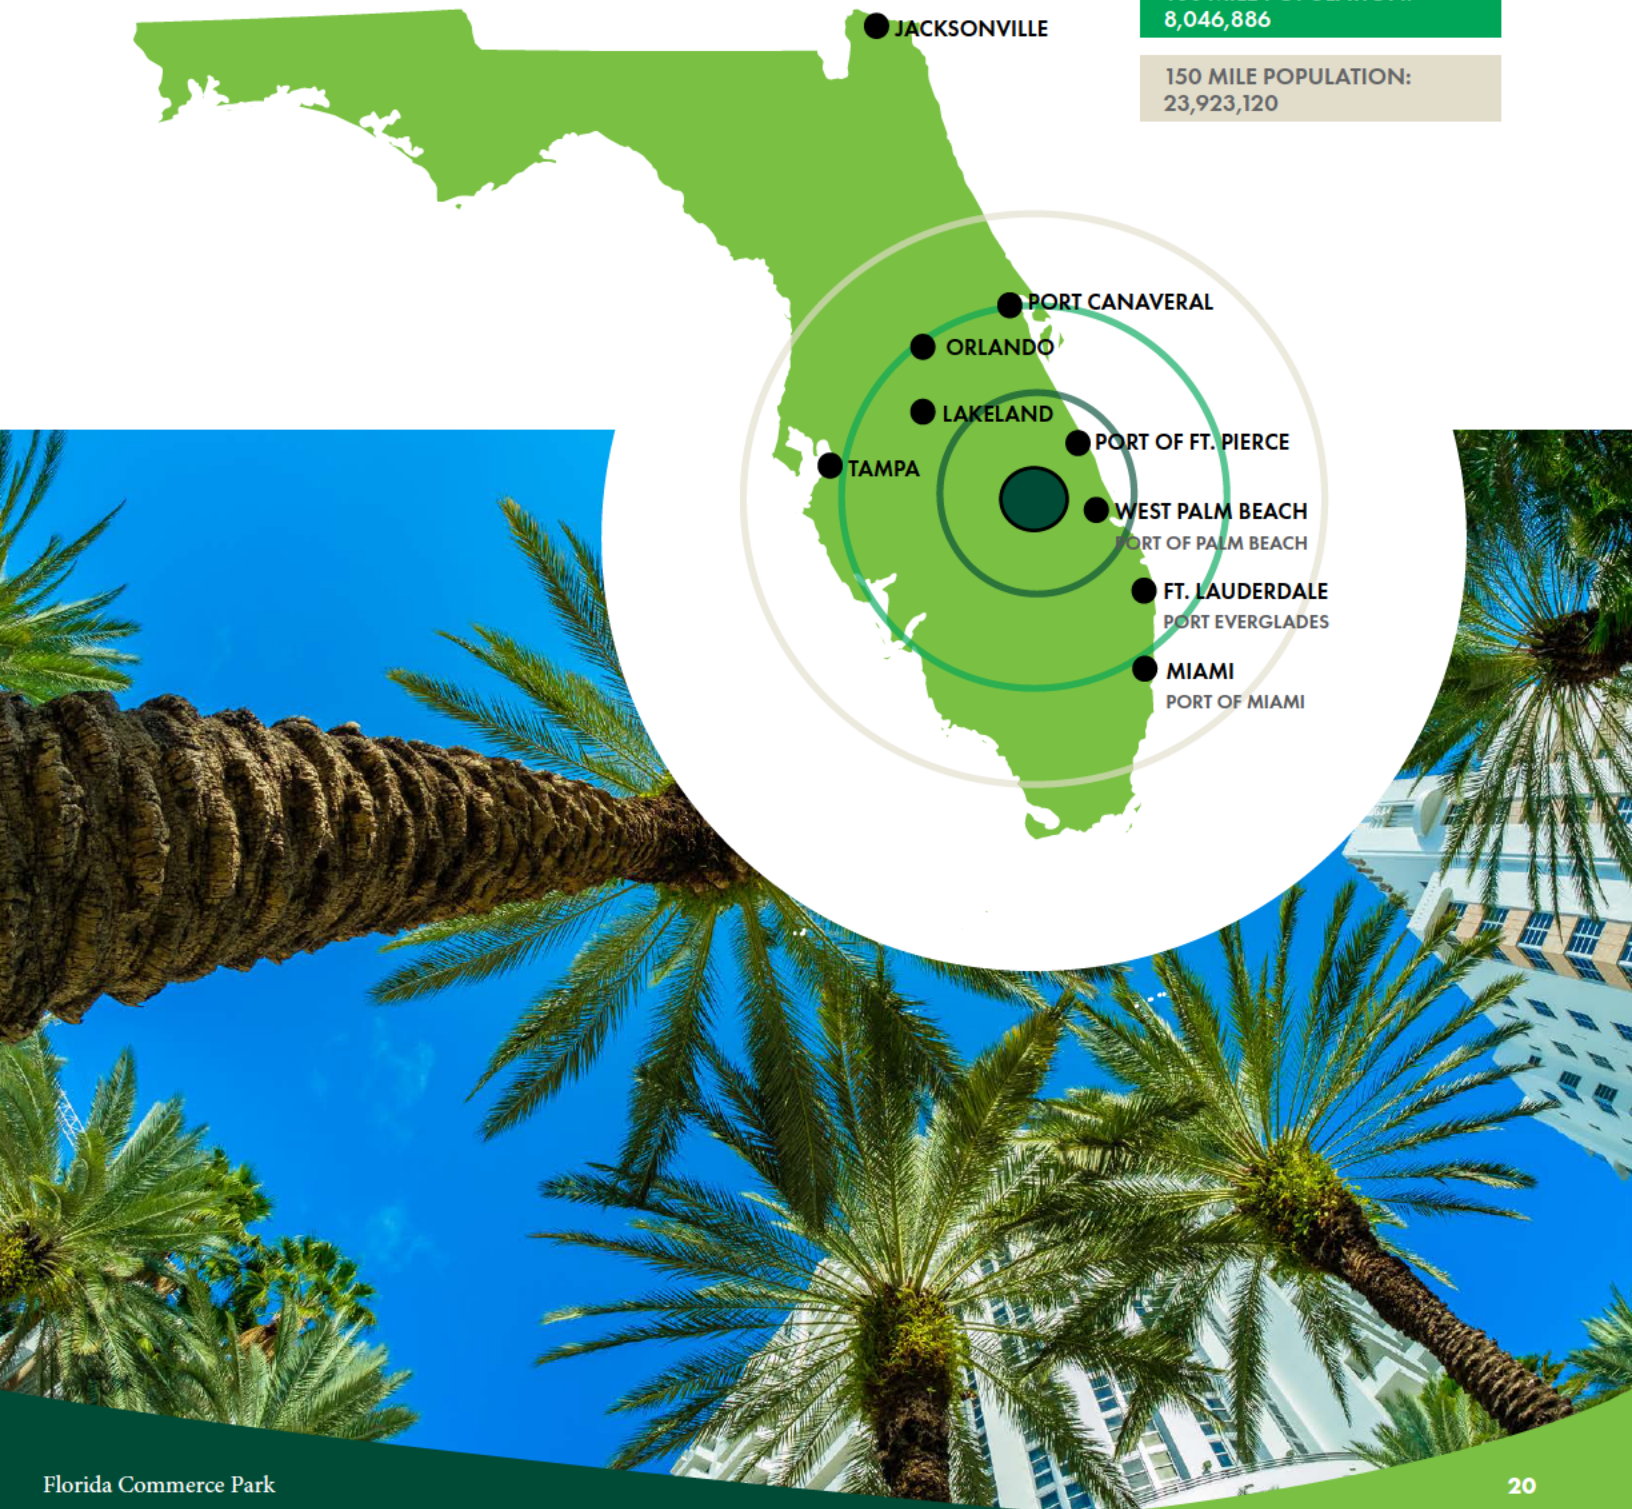 8,046,886
150 MILE POPULATION:
23,923,120
JACKSONVILLE
PORT CANAVERAL
ORLANDO
LAKELAND
PORT OF FT. PIERCE
TAMPA
WEST PALM BEACH
PORT OF PALM BEACH
FT. LAUDERDALE
PORT EVERGLADES
MIAMI
PORT OF MIAMI
Florida Commerce Park
20